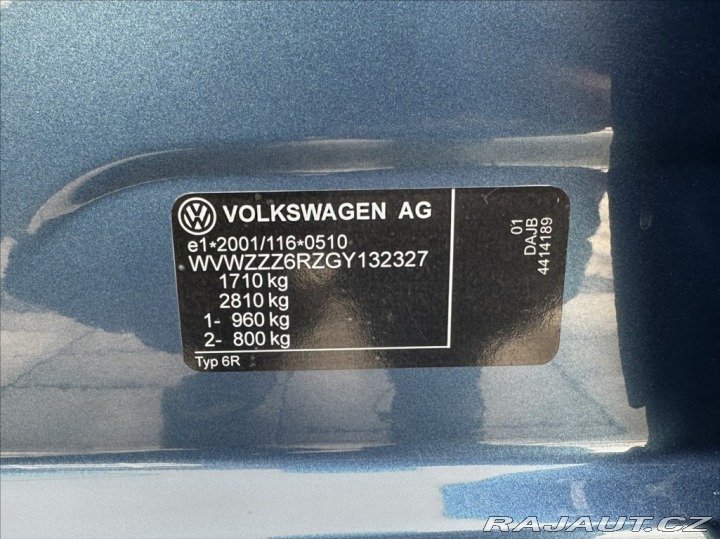 VOLKSWAGEN AG
e1*2001/116*0510
WVWZZZ6RZGY132327
1710 kg
2810 kg
1- 960 kg
2- 800 kg
Typ 6R
01
DAJB
4414189
RAJAUT.CZ